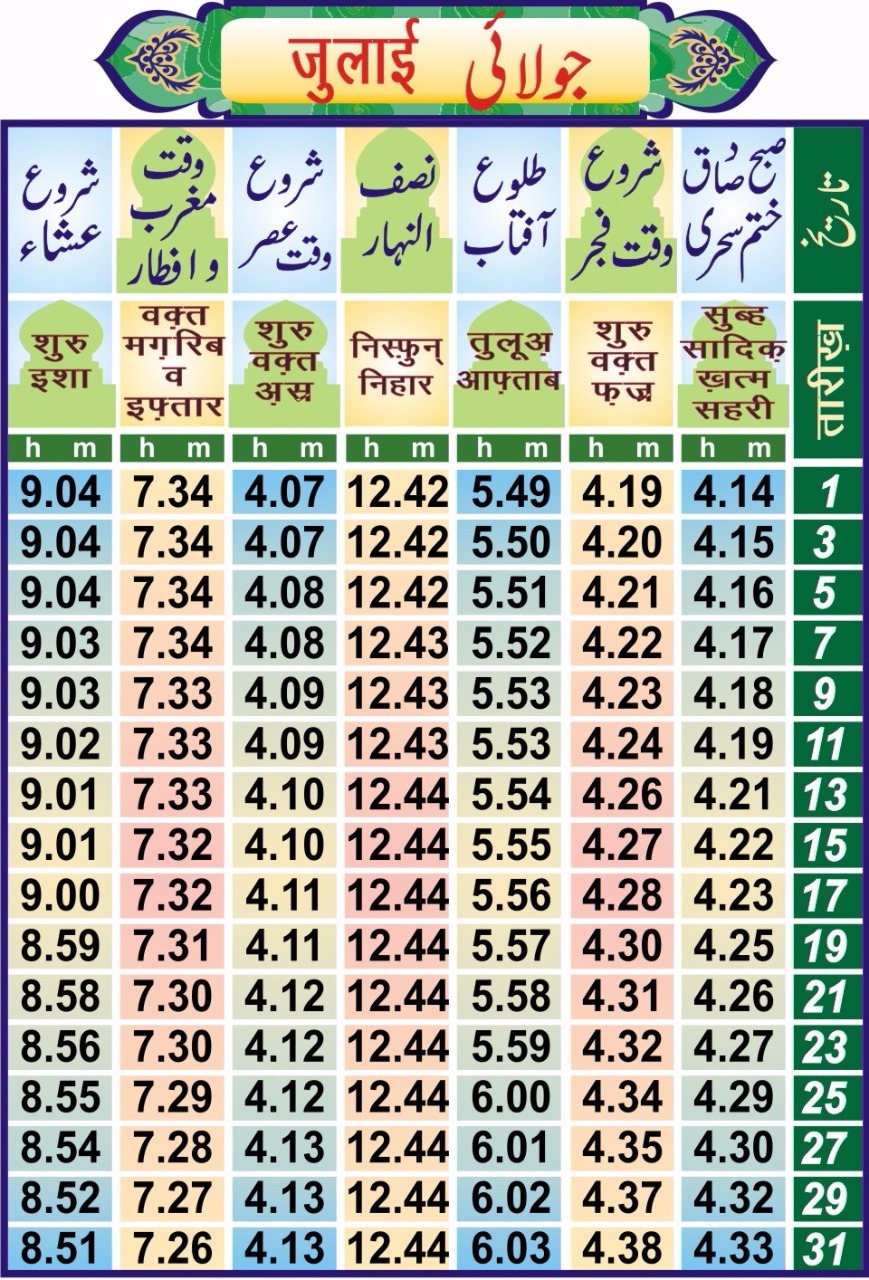 जुलाई جولائی
صبح صادق ختم سحری
شروع وقت فجر
طلوع آفتاب
نصف النہار
شروع وقت عصر
وقت مغرب و افطار
شروع عشاء
تاریخ
शुरु इशा
वक़्त मग़रिब व इफ़्तार
शुरु वक़्त अ़स्र
निस्फ़ुन् निहार
तुलूअ़ आफ़्ताब
शुरु वक़्त फ़ज्र
सुब्ह सादिक़ ख़त्म सहरी
तारीख़
h m h m h m h m h m h m h m
9.04 7.34 4.07 12.42 5.49 4.19 4.14 1
9.04 7.34 4.07 12.42 5.50 4.20 4.15 3
9.04 7.34 4.08 12.42 5.51 4.21 4.16 5
9.03 7.34 4.08 12.43 5.52 4.22 4.17 7
9.03 7.33 4.09 12.43 5.53 4.23 4.18 9
9.02 7.33 4.09 12.43 5.53 4.24 4.19 11
9.01 7.33 4.10 12.44 5.54 4.26 4.21 13
9.01 7.32 4.10 12.44 5.55 4.27 4.22 15
9.00 7.32 4.11 12.44 5.56 4.28 4.23 17
8.59 7.31 4.11 12.44 5.57 4.30 4.25 19
8.58 7.30 4.12 12.44 5.58 4.31 4.26 21
8.56 7.30 4.12 12.44 5.59 4.32 4.27 23
8.55 7.29 4.12 12.44 6.00 4.34 4.29 25
8.54 7.28 4.13 12.44 6.01 4.35 4.30 27
8.52 7.27 4.13 12.44 6.02 4.37 4.32 29
8.51 7.26 4.13 12.44 6.03 4.38 4.33 31